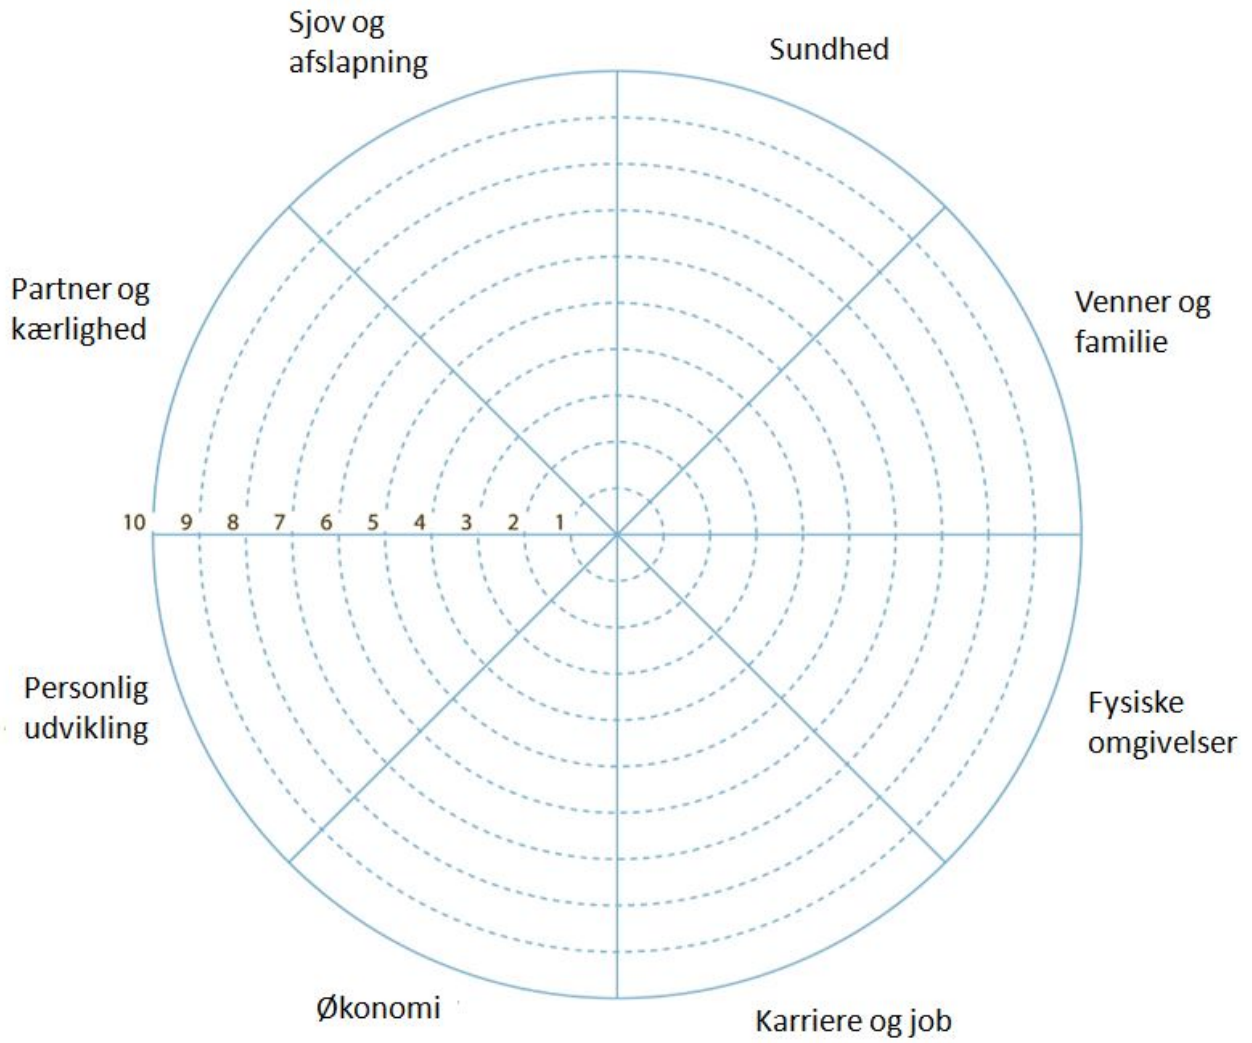 Sjov og
afslapning
Sundhed
Partner og
kærlighed
Venner og
familie
10 9 8 7 6 5 4 3 2 1
Personlig
udvikling
Fysiske
omgivelser
Økonomi
Karriere og job